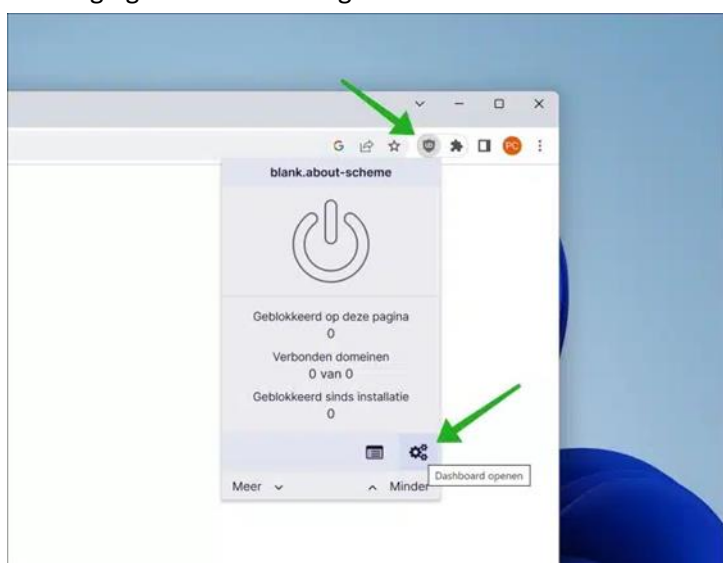 PC
blank.about-scheme
Geblokkeerd op deze pagina
0
Verbonden domeinen
0 van 0
Geblokkeerd sinds installatie
0
Dashboard openen
Meer
Minder